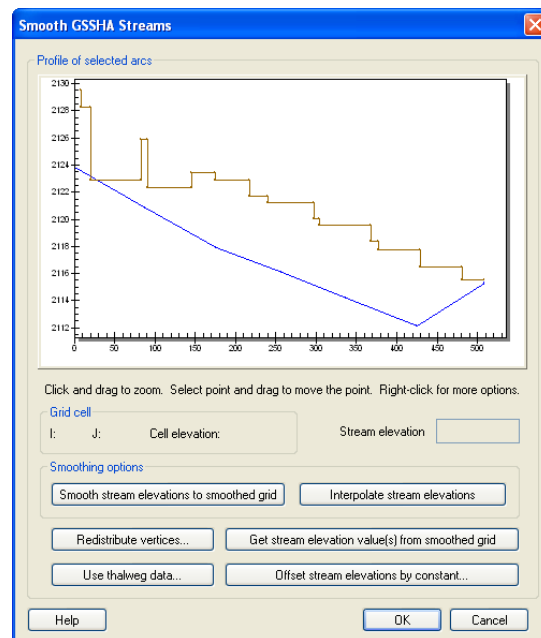 Smooth GSSHA Streams
Profile of selected arcs
2130
2128
2126
2124
2122
2120
2118
2116
2114
2112
0 50 100 150 200 250 300 350 400 450 500
Click and drag to zoom. Select point and drag to move the point. Right-click for more options.
Grid cell
I: J: Cell elevation:
Stream elevation
Smoothing options
Smooth stream elevations to smoothed grid
Interpolate stream elevations
Redistribute vertices...
Get stream elevation value(s) from smoothed grid
Use thalweg data...
Offset stream elevations by constant...
Help
OK
Cancel